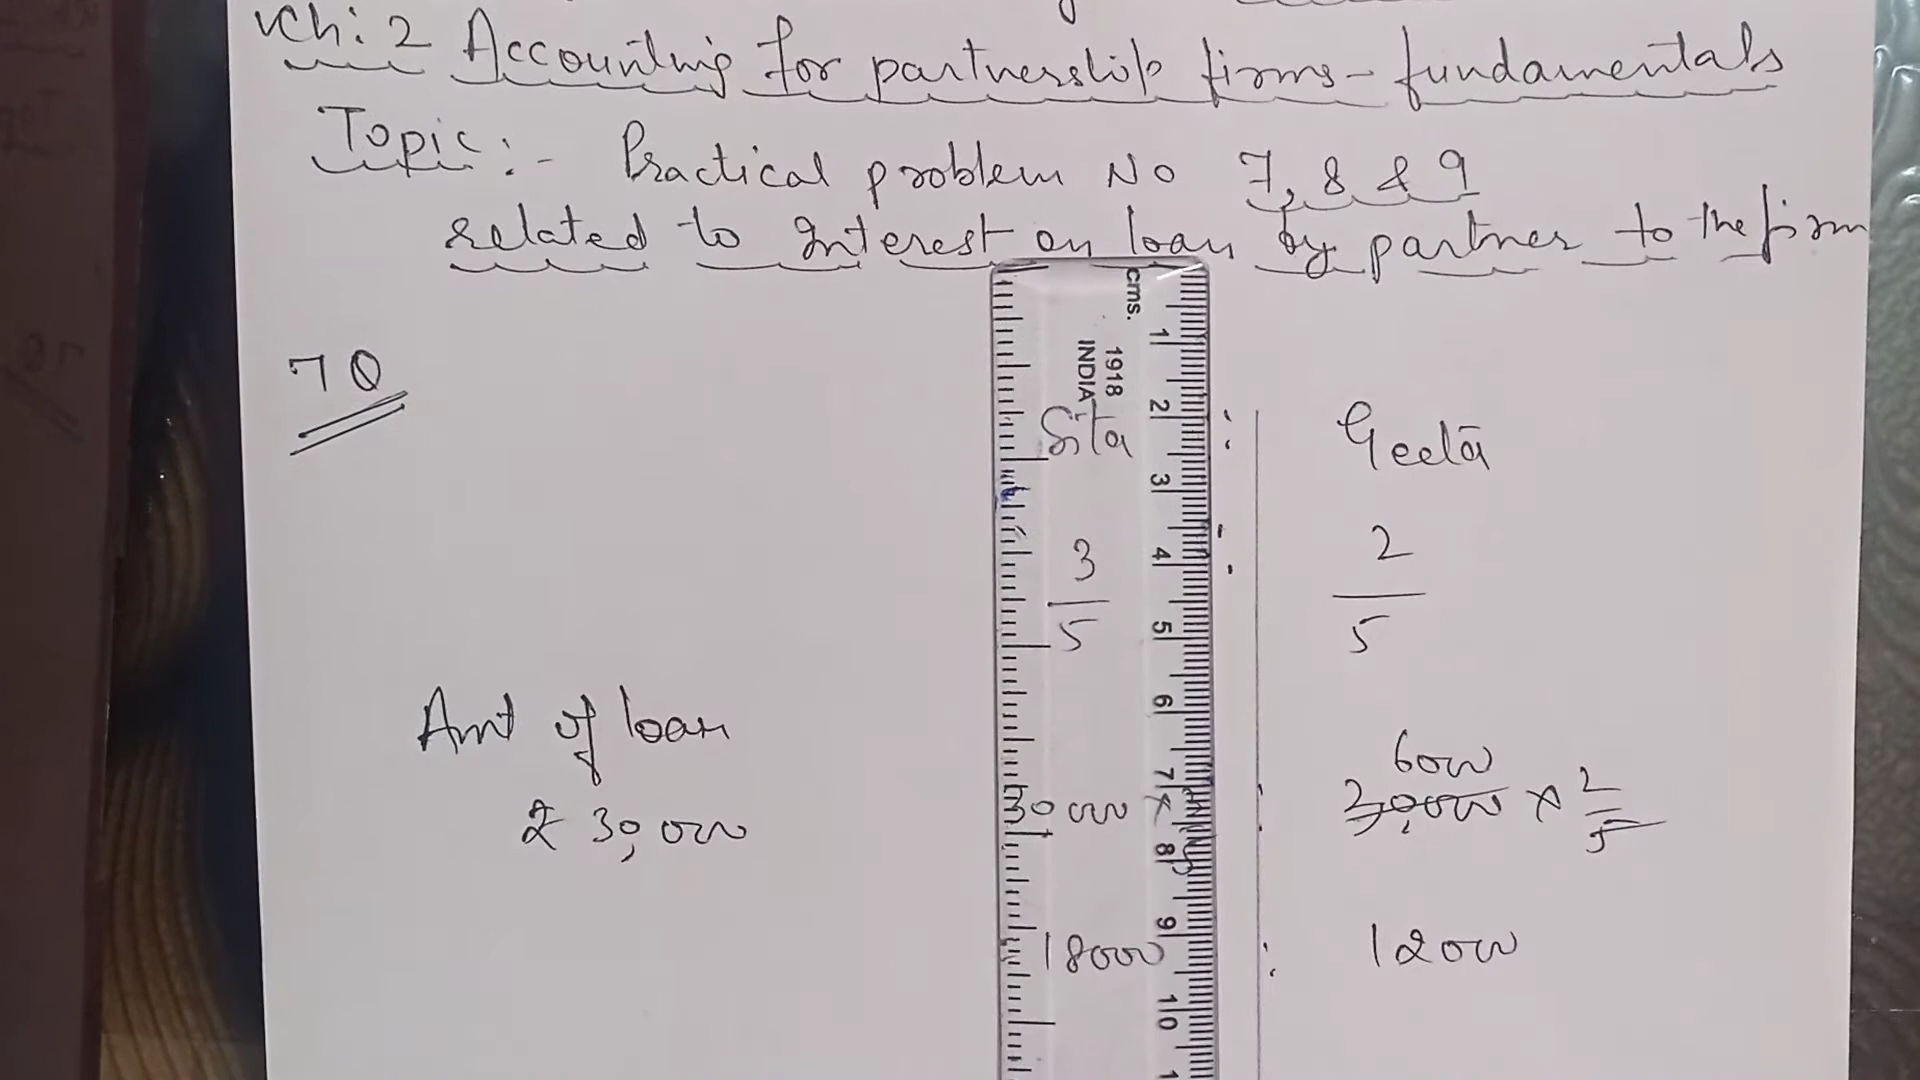 Ch: 2 Accounting for partnership firms - fundamentals
Topic :- Practical problem No 7, 8 & 9
related to Interest on loan by partner to the firm
7 Q
Sita : Geeta
3/5 : 2/5
Amt of loan
₹ 30,000
30,000 × 3/5 : 6000
30,000 × 2/5
18000 : 12000
cms. 1918 INDIA
1 2 3 4 5 6 7 8 9 10